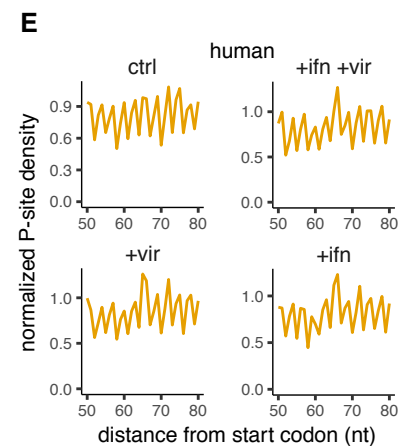 E
human
ctrl
+ifn +vir
0.9
0.6
0.3
0.0
50 60 70 80
1.0
0.5
0.0
50 60 70 80
+vir
+ifn
1.0
0.5
0.0
50 60 70 80
1.0
0.5
0.0
50 60 70 80
normalized P-site density
distance from start codon (nt)